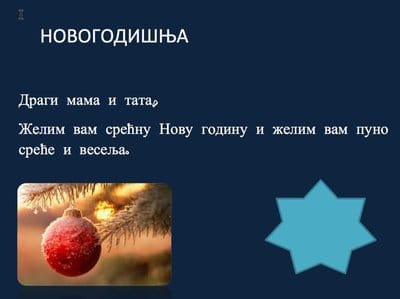 НОВОГОДИШЊА
Драги мама и тата,
Желим вам срећну Нову годину и желим вам пуно
среће и весеља.